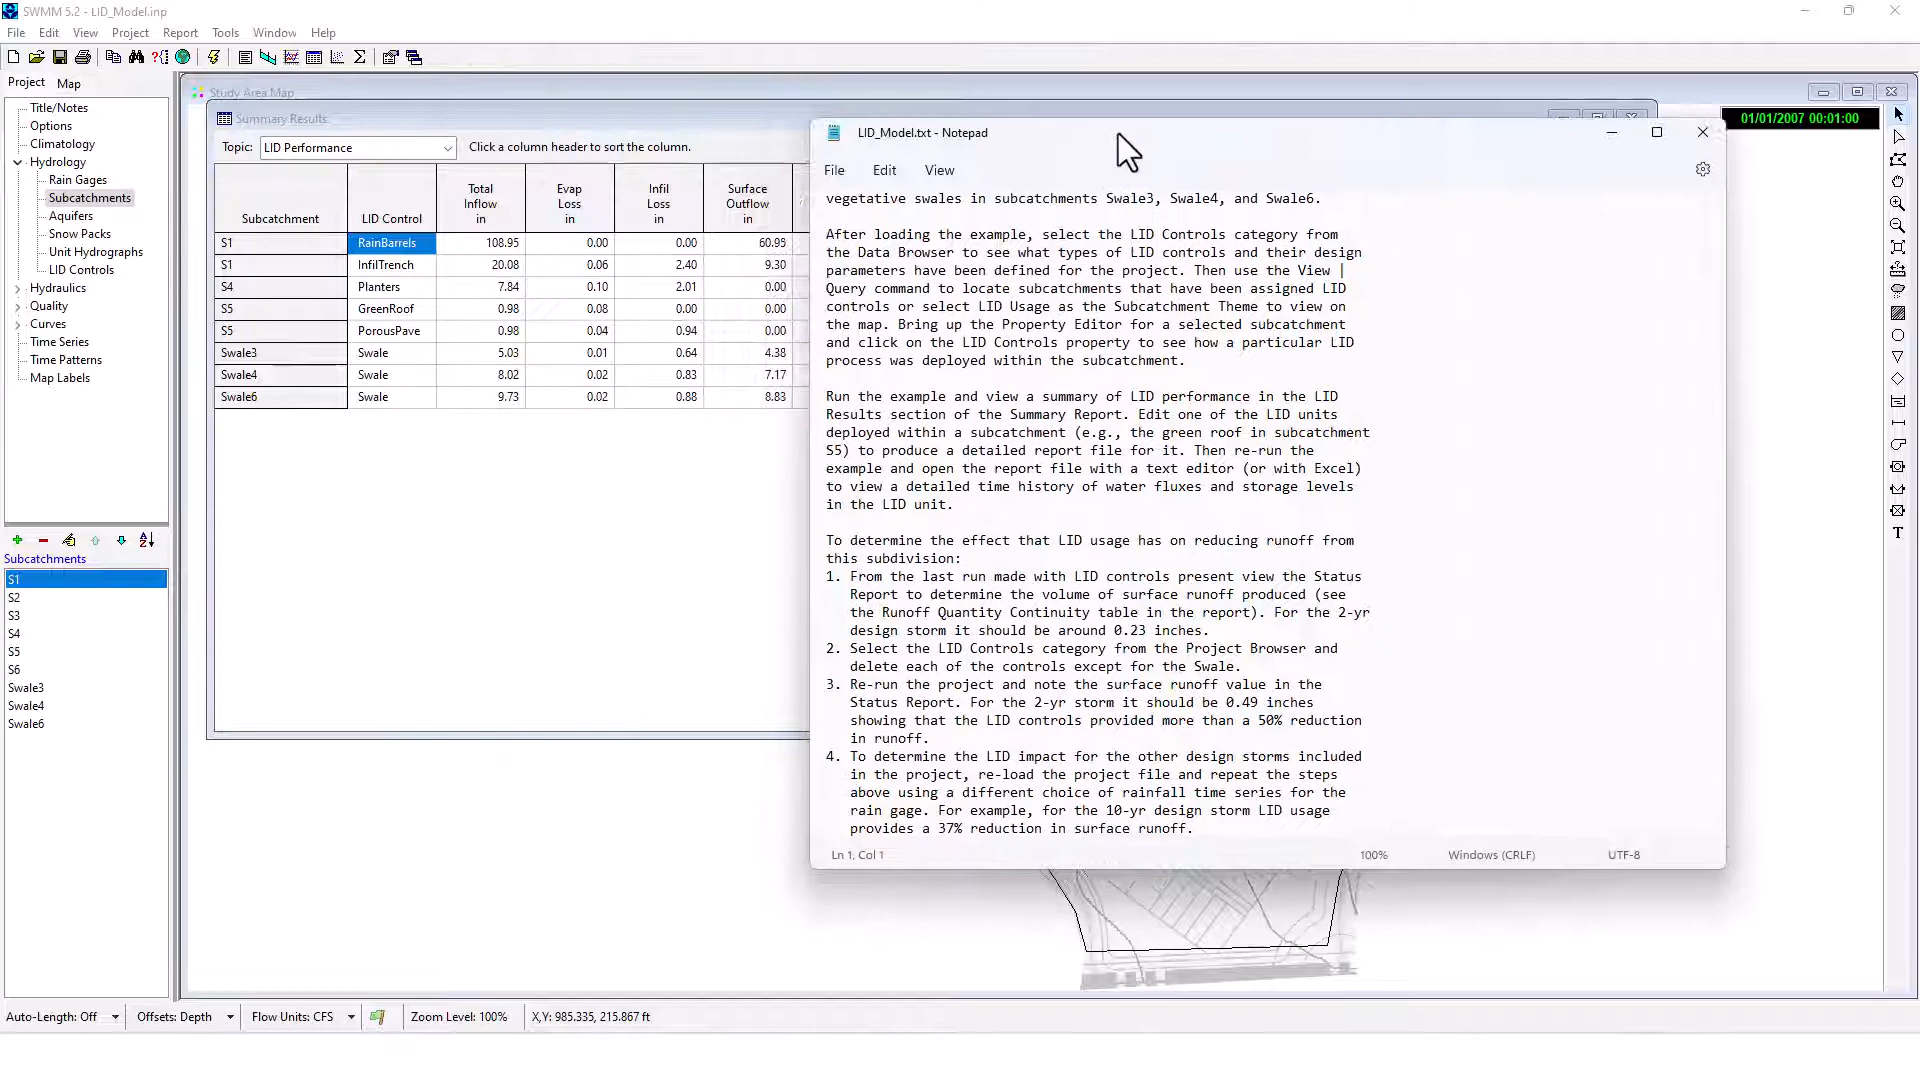 SWMM 5.2 - LID_Model.inp
File Edit View Project Report Tools Window Help
Project Map
Title/Notes
Options
Climatology
Hydrology
Rain Gages
Subcatchments
Aquifers
Snow Packs
Unit Hydrographs
LID Controls
Hydraulics
Quality
Curves
Time Series
Time Patterns
Map Labels
Subcatchments
S1
S2
S3
S4
S5
S6
Swale3
Swale4
Swale6
Study Area Map
01/01/2007 00:01:00
Summary Results
Topic: LID Performance Click a column header to sort the column.
Subcatchment LID Control Total Inflow in Evap Loss in Infil Loss in Surface Outflow in
S1 RainBarrels 108.95 0.00 0.00 60.95
S1 InfilTrench 20.08 0.06 2.40 9.30
S4 Planters 7.84 0.10 2.01 0.00
S5 GreenRoof 0.98 0.08 0.00 0.00
S5 PorousPave 0.98 0.04 0.94 0.00
Swale3 Swale 5.03 0.01 0.64 4.38
Swale4 Swale 8.02 0.02 0.83 7.17
Swale6 Swale 9.73 0.02 0.88 8.83
LID_Model.txt - Notepad
File Edit View
vegetative swales in subcatchments Swale3, Swale4, and Swale6.
After loading the example, select the LID Controls category from
the Data Browser to see what types of LID controls and their design
parameters have been defined for the project. Then use the View |
Query command to locate subcatchments that have been assigned LID
controls or select LID Usage as the Subcatchment Theme to view on
the map. Bring up the Property Editor for a selected subcatchment
and click on the LID Controls property to see how a particular LID
process was deployed within the subcatchment.
Run the example and view a summary of LID performance in the LID
Results section of the Summary Report. Edit one of the LID units
deployed within a subcatchment (e.g., the green roof in subcatchment
S5) to produce a detailed report file for it. Then re-run the
example and open the report file with a text editor (or with Excel)
to view a detailed time history of water fluxes and storage levels
in the LID unit.
To determine the effect that LID usage has on reducing runoff from
this subdivision:
1. From the last run made with LID controls present view the Status
Report to determine the volume of surface runoff produced (see
the Runoff Quantity Continuity table in the report). For the 2-yr
design storm it should be around 0.23 inches.
2. Select the LID Controls category from the Project Browser and
delete each of the controls except for the Swale.
3. Re-run the project and note the surface runoff value in the
Status Report. For the 2-yr storm it should be 0.49 inches
showing that the LID controls provided more than a 50% reduction
in runoff.
4. To determine the LID impact for the other design storms included
in the project, re-load the project file and repeat the steps
above using a different choice of rainfall time series for the
rain gage. For example, for the 10-yr design storm LID usage
provides a 37% reduction in surface runoff.
Ln 1, Col 1 100% Windows (CRLF) UTF-8
T
Auto-Length: Off Offsets: Depth Flow Units: CFS Zoom Level: 100% X,Y: 985.335, 215.867 ft